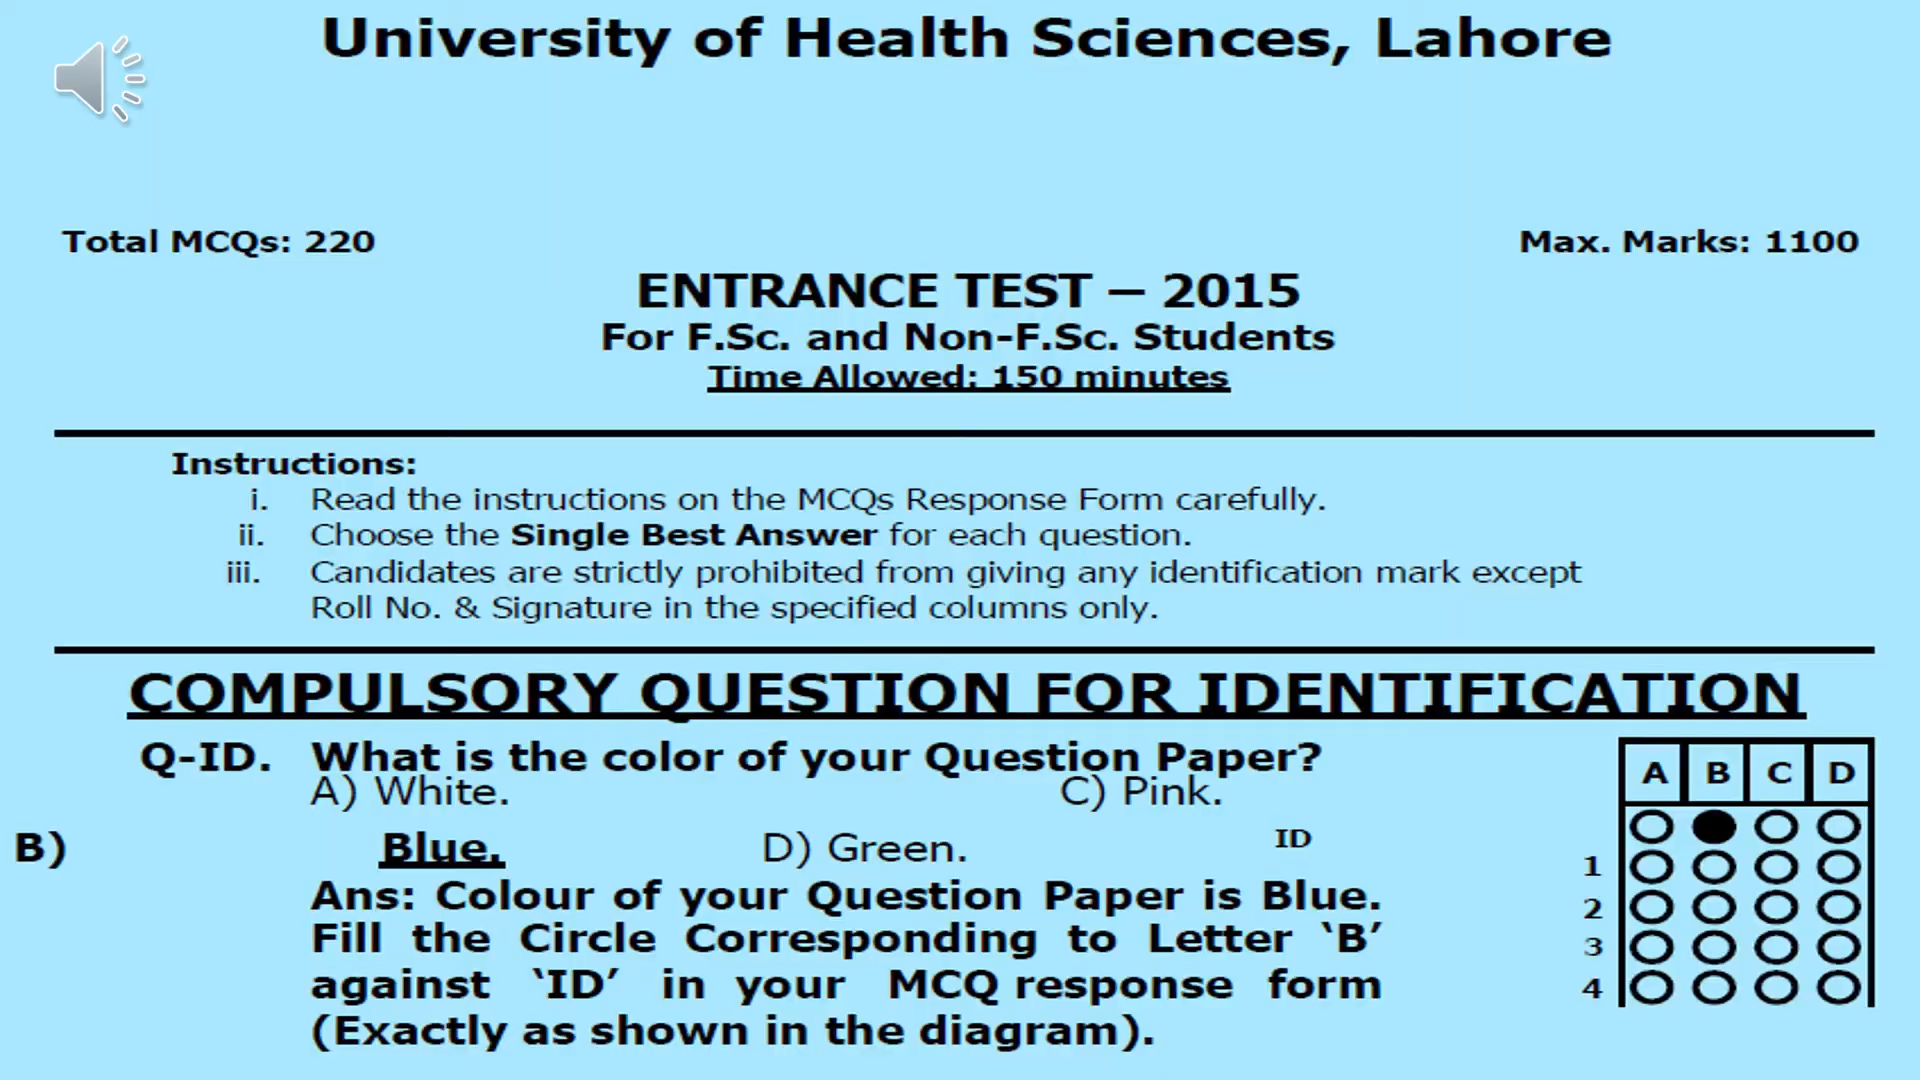 University of Health Sciences, Lahore
Total MCQs: 220 Max. Marks: 1100
ENTRANCE TEST – 2015
For F.Sc. and Non-F.Sc. Students
Time Allowed: 150 minutes
Instructions:
i. Read the instructions on the MCQs Response Form carefully.
ii. Choose the Single Best Answer for each question.
iii. Candidates are strictly prohibited from giving any identification mark except
Roll No. & Signature in the specified columns only.
COMPULSORY QUESTION FOR IDENTIFICATION
Q-ID. What is the color of your Question Paper?
A) White. C) Pink.
B) Blue. D) Green.
Ans: Colour of your Question Paper is Blue.
Fill the Circle Corresponding to Letter ‘B’
against ‘ID’ in your MCQ response form
(Exactly as shown in the diagram).
A B C D
ID
1
2
3
4